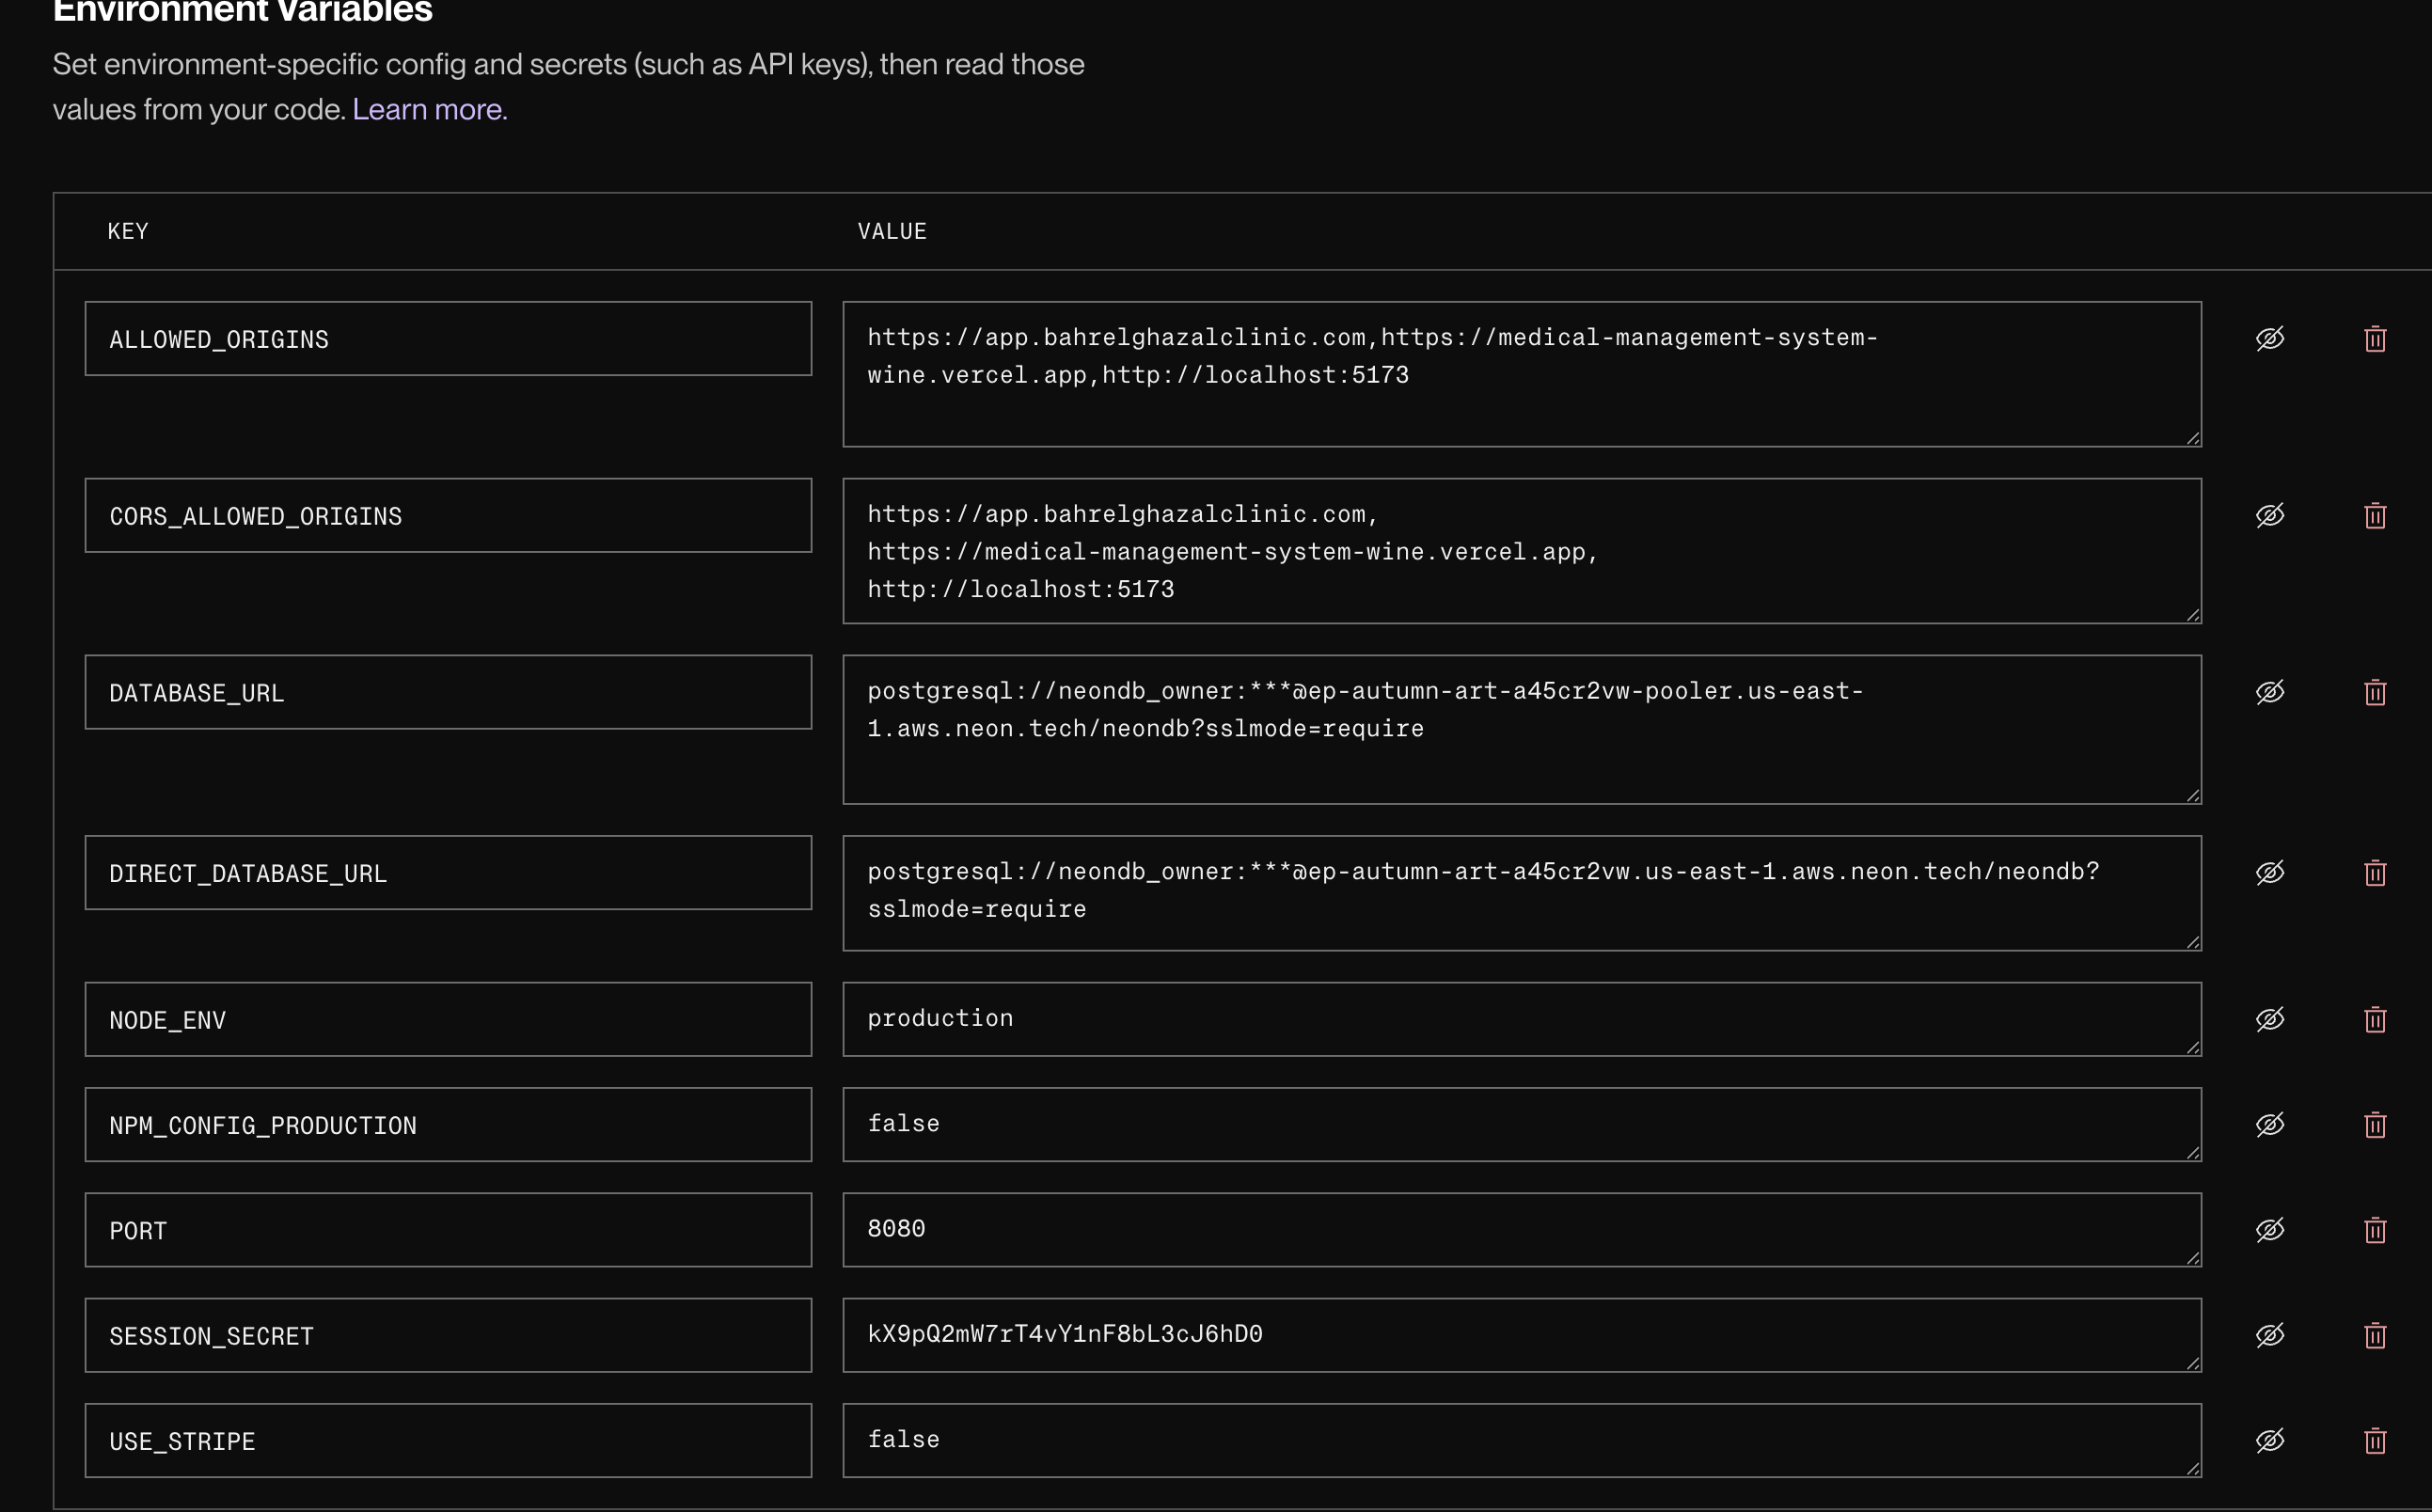 Environment Variables
Set environment-specific config and secrets (such as API keys), then read those
values from your code. Learn more.
KEY VALUE
ALLOWED_ORIGINS
https://app.bahrelghazalclinic.com,https://medical-management-system-
wine.vercel.app,http://localhost:5173
CORS_ALLOWED_ORIGINS
https://app.bahrelghazalclinic.com,
https://medical-management-system-wine.vercel.app,
http://localhost:5173
DATABASE_URL
postgresql://neondb_owner:***@ep-autumn-art-a45cr2vw-pooler.us-east-
1.aws.neon.tech/neondb?sslmode=require
DIRECT_DATABASE_URL
postgresql://neondb_owner:***@ep-autumn-art-a45cr2vw.us-east-1.aws.neon.tech/neondb?
sslmode=require
NODE_ENV
production
NPM_CONFIG_PRODUCTION
false
PORT
8080
SESSION_SECRET
kX9pQ2mW7rT4vY1nF8bL3cJ6hD0
USE_STRIPE
false